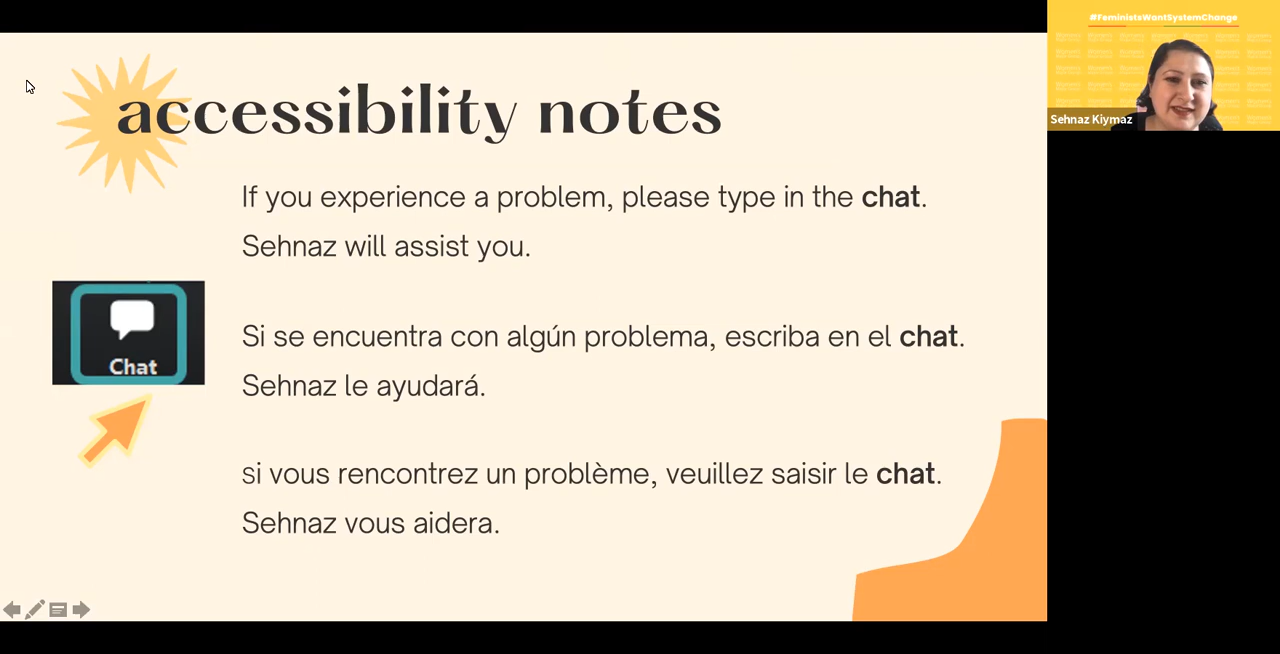 #FeministsWantSystemChange
Sehnaz Kiymaz
accessibility notes
If you experience a problem, please type in the chat.
Sehnaz will assist you.
Chat
Si se encuentra con algún problema, escriba en el chat.
Sehnaz le ayudará.
Si vous rencontrez un problème, veuillez saisir le chat.
Sehnaz vous aidera.